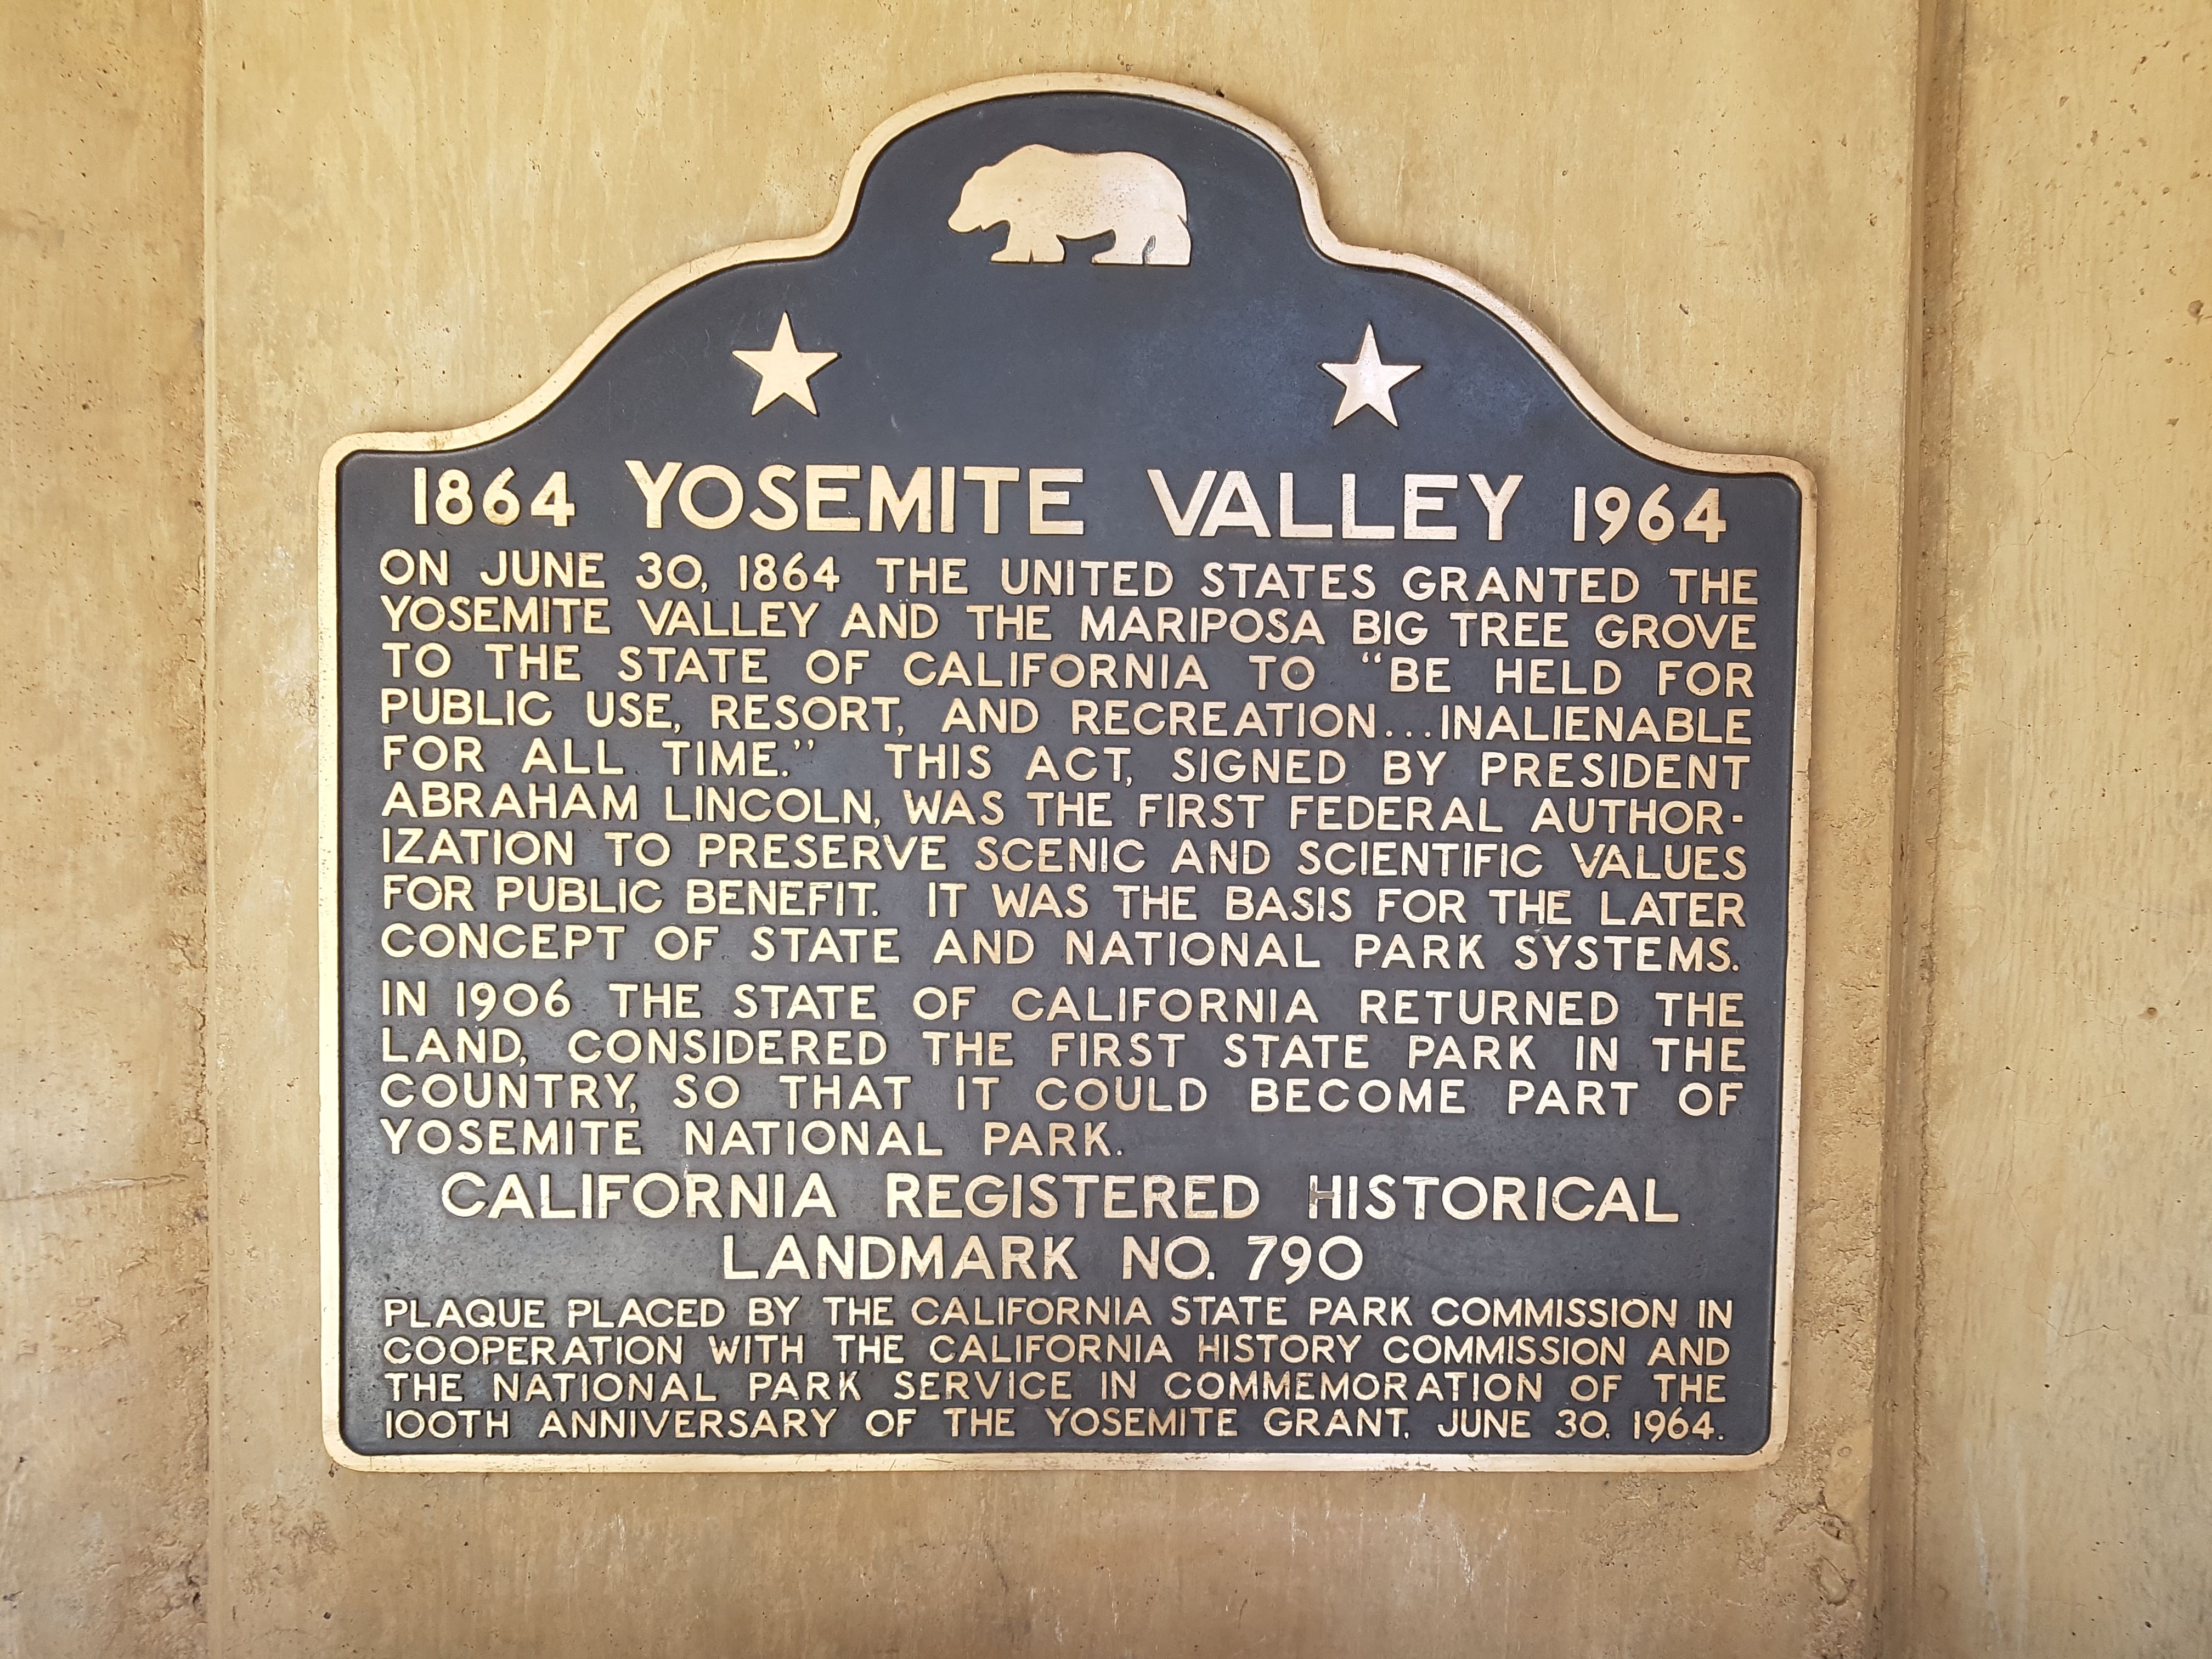 1864 YOSEMITE VALLEY 1964
ON JUNE 30, 1864 THE UNITED STATES GRANTED THE
YOSEMITE VALLEY AND THE MARIPOSA BIG TREE GROVE
TO THE STATE OF CALIFORNIA TO "BE HELD FOR
PUBLIC USE, RESORT, AND RECREATION...INALIENABLE
FOR ALL TIME." THIS ACT, SIGNED BY PRESIDENT
ABRAHAM LINCOLN, WAS THE FIRST FEDERAL AUTHOR-
IZATION TO PRESERVE SCENIC AND SCIENTIFIC VALUES
FOR PUBLIC BENEFIT. IT WAS THE BASIS FOR THE LATER
CONCEPT OF STATE AND NATIONAL PARK SYSTEMS.
IN 1906 THE STATE OF CALIFORNIA RETURNED THE
LAND, CONSIDERED THE FIRST STATE PARK IN THE
COUNTRY, SO THAT IT COULD BECOME PART OF
YOSEMITE NATIONAL PARK.
CALIFORNIA REGISTERED HISTORICAL
LANDMARK NO. 790
PLAQUE PLACED BY THE CALIFORNIA STATE PARK COMMISSION IN
COOPERATION WITH THE CALIFORNIA HISTORY COMMISSION AND
THE NATIONAL PARK SERVICE IN COMMEMORATION OF THE
100TH ANNIVERSARY OF THE YOSEMITE GRANT, JUNE 30, 1964.